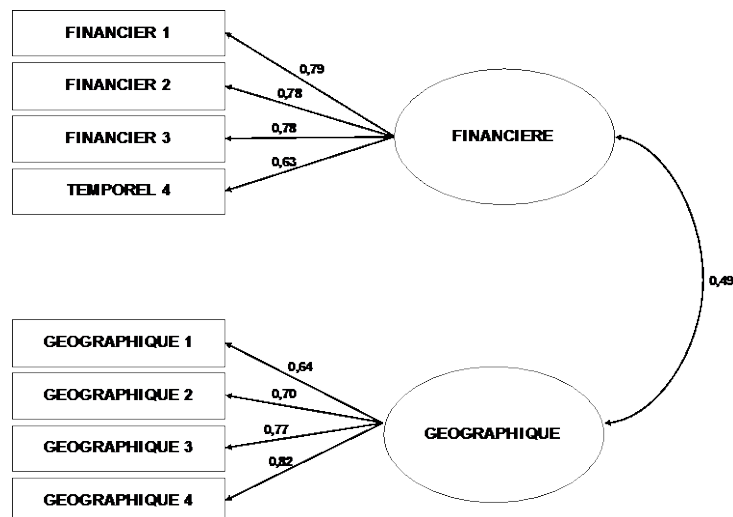 FINANCIER 1
0,79
FINANCIER 2
0,78
FINANCIER 3
0,78
FINANCIERE
0,63
TEMPOREL 4
0,49
GEOGRAPHIQUE 1
0,64
GEOGRAPHIQUE 2
0,70
GEOGRAPHIQUE 3
0,77
GEOGRAPHIQUE
0,82
GEOGRAPHIQUE 4